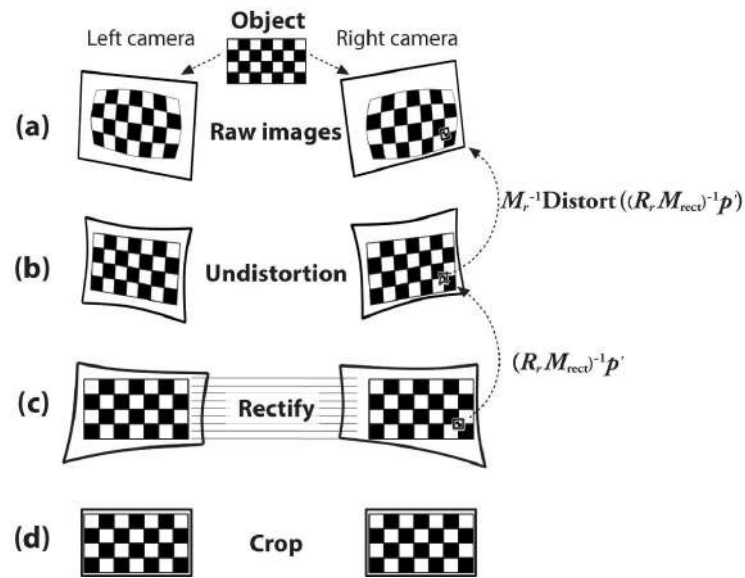 Object
Left camera
Right camera
(a)
Raw images
M_r^{-1}Distort((R_r M_rect)^{-1}p')
(b)
Undistortion
(R_r M_rect)^{-1}p'
(c)
Rectify
(d)
Crop